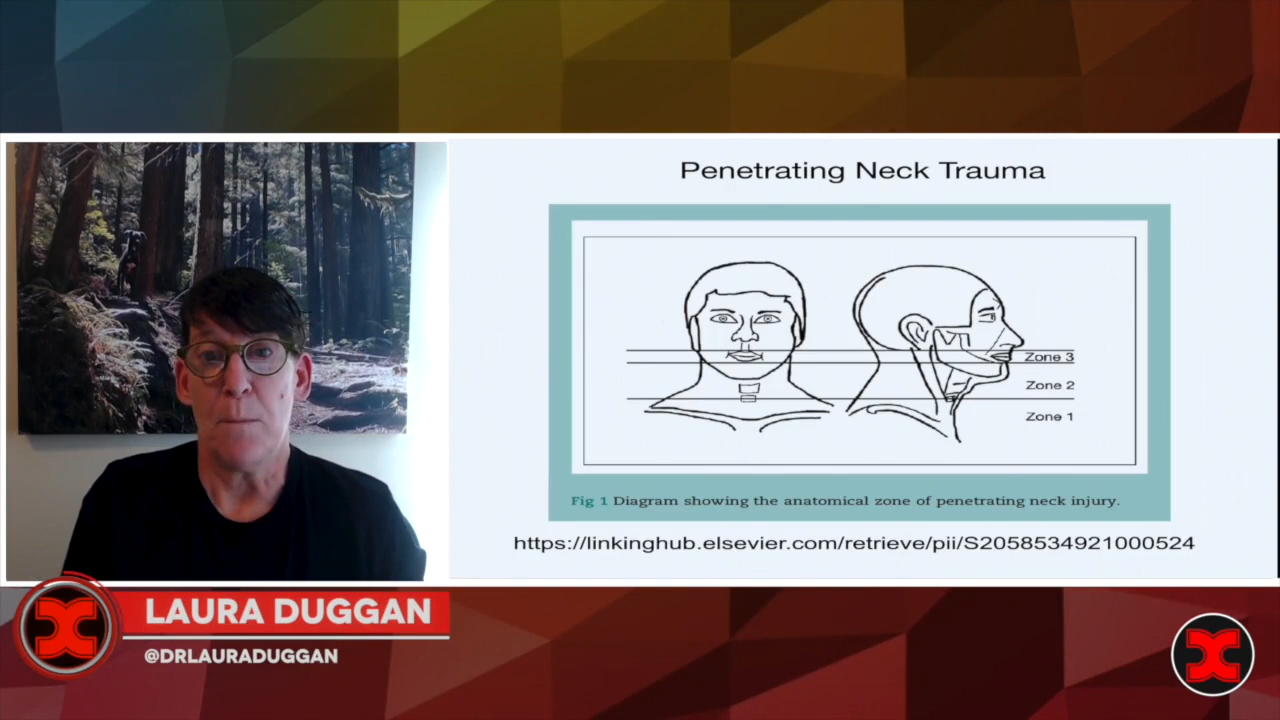 Penetrating Neck Trauma
Zone 3
Zone 2
Zone 1
Fig 1 Diagram showing the anatomical zone of penetrating neck injury.
https://linkinghub.elsevier.com/retrieve/pii/S2058534921000524
LAURA DUGGAN
@DRLAURADUGGAN